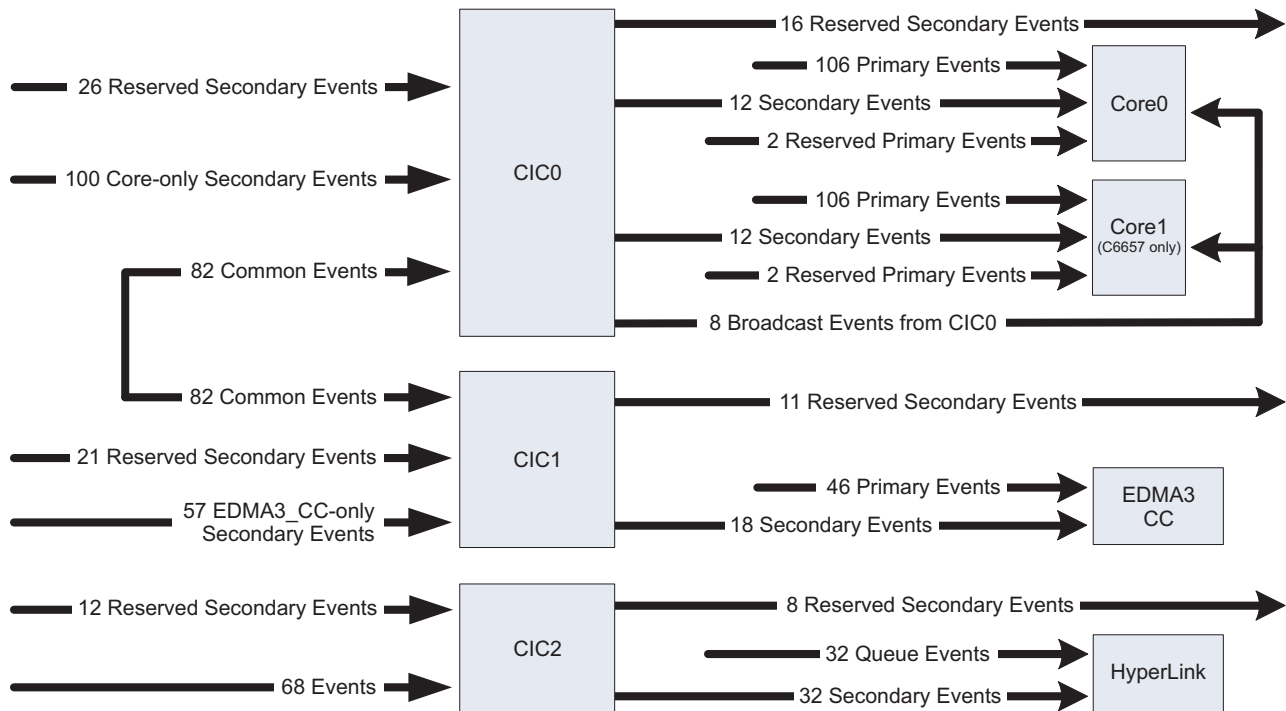 16 Reserved Secondary Events
106 Primary Events
26 Reserved Secondary Events
12 Secondary Events
Core0
2 Reserved Primary Events
100 Core-only Secondary Events
CIC0
106 Primary Events
Core1
(C6657 only)
12 Secondary Events
82 Common Events
2 Reserved Primary Events
8 Broadcast Events from CIC0
82 Common Events
11 Reserved Secondary Events
21 Reserved Secondary Events
CIC1
46 Primary Events
EDMA3
CC
57 EDMA3_CC-only
Secondary Events
18 Secondary Events
12 Reserved Secondary Events
8 Reserved Secondary Events
CIC2
32 Queue Events
HyperLink
68 Events
32 Secondary Events